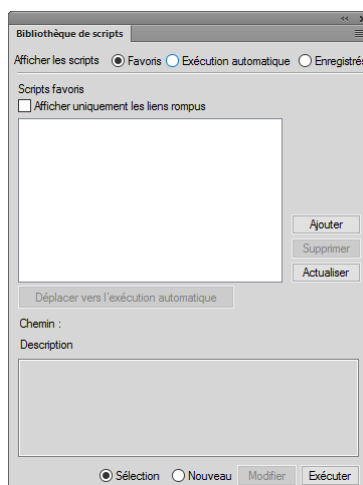 Bibliothèque de scripts
Afficher les scripts Favoris Exécution automatique Enregistrés
Scripts favoris
Afficher uniquement les liens rompus
Ajouter
Supprimer
Actualiser
Déplacer vers l'exécution automatique
Chemin :
Description
Sélection Nouveau Modifier Exécuter